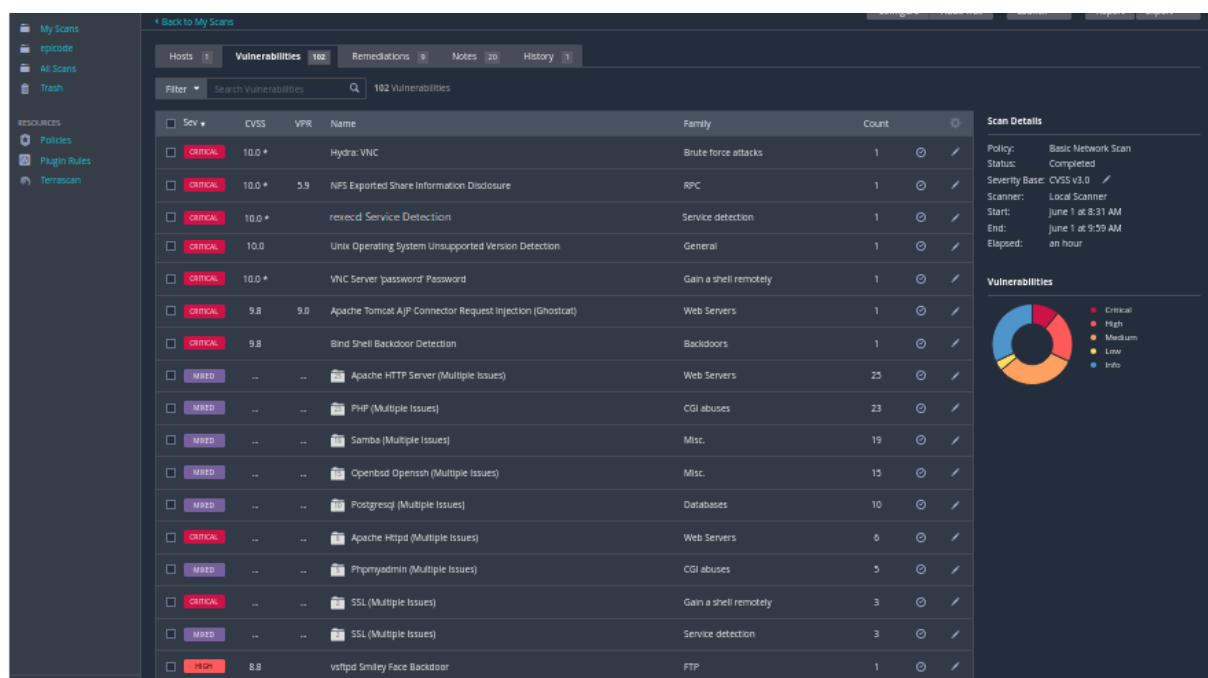 Back to My Scans
My Scans
epicode
All Scans
Trash
RESOURCES
Policies
Plugin Rules
Terrascan
Hosts 1 Vulnerabilities 102 Remediations 9 Notes 20 History 1
Filter Search Vulnerabilities 102 Vulnerabilities
Sev CVSS VPR Name Family Count
CRITICAL 10.0 * Hydra: VNC Brute force attacks 1
CRITICAL 10.0 * 5.9 NFS Exported Share Information Disclosure RPC 1
CRITICAL 10.0 * rexecd Service Detection Service detection 1
CRITICAL 10.0 Unix Operating System Unsupported Version Detection General 1
CRITICAL 10.0 * VNC Server 'password' Password Gain a shell remotely 1
CRITICAL 9.8 9.0 Apache Tomcat AJP Connector Request Injection (Ghostcat) Web Servers 1
CRITICAL 9.8 Bind Shell Backdoor Detection Backdoors 1
MIXED .. .. Apache HTTP Server (Multiple Issues) Web Servers 25
MIXED .. .. PHP (Multiple Issues) CGI abuses 23
MIXED .. .. Samba (Multiple Issues) Misc. 19
MIXED .. .. Openbsd Openssh (Multiple Issues) Misc. 15
MIXED .. .. Postgresql (Multiple Issues) Databases 10
CRITICAL .. .. Apache Httpd (Multiple Issues) Web Servers 6
MIXED .. .. Phpmyadmin (Multiple Issues) CGI abuses 5
CRITICAL .. .. SSL (Multiple Issues) Gain a shell remotely 3
MIXED .. .. SSL (Multiple Issues) Service detection 3
HIGH 8.8 vsftpd Smiley Face Backdoor FTP 1
Scan Details
Policy: Basic Network Scan
Status: Completed
Severity Base: CVSS v3.0
Scanner: Local Scanner
Start: June 1 at 8:31 AM
End: June 1 at 9:59 AM
Elapsed: an hour
Vulnerabilities
Critical
High
Medium
Low
Info